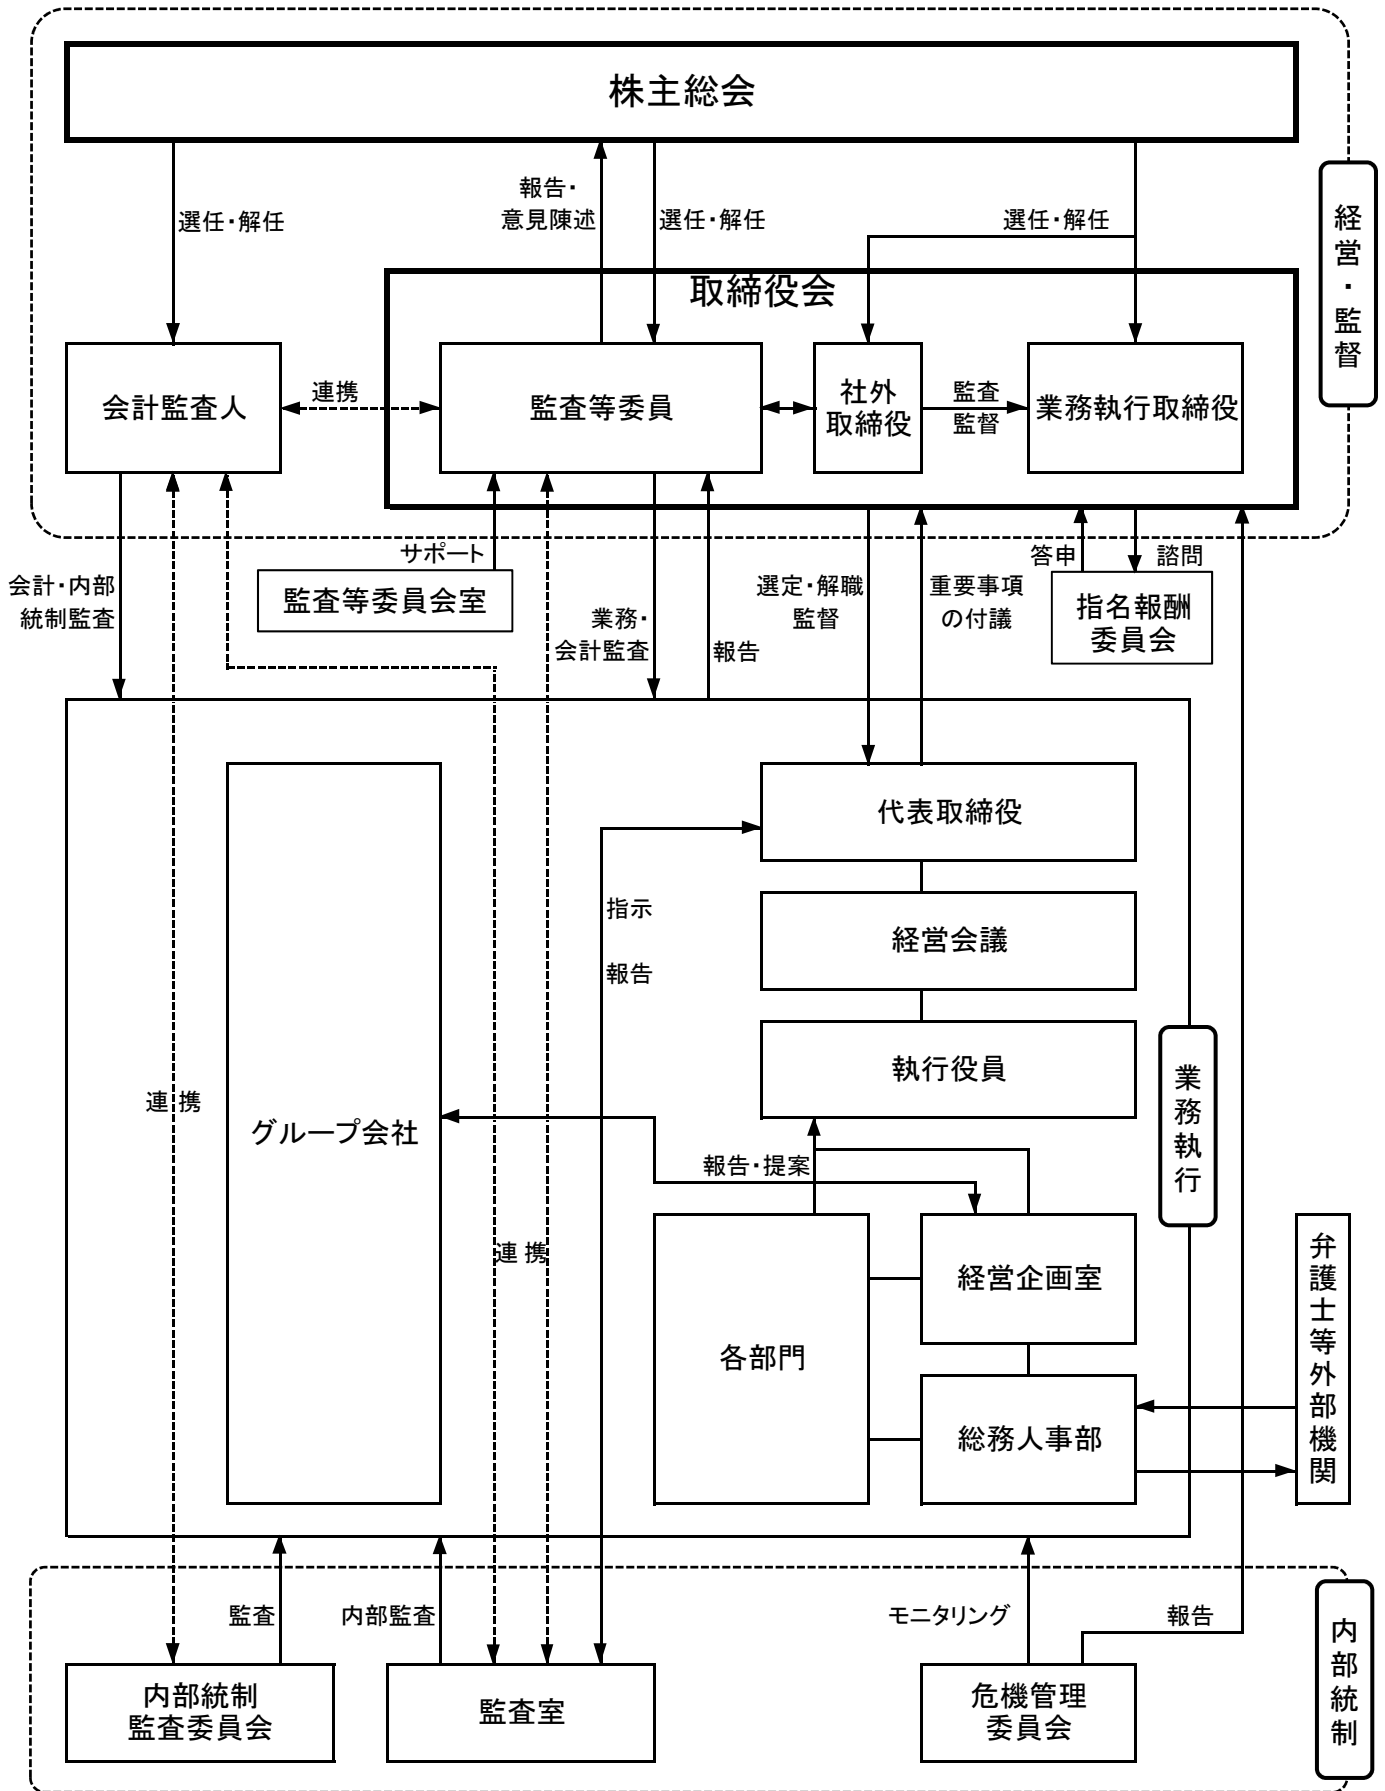 株主総会
報告・
意見陳述
選任・解任
選任・解任
選任・解任
経営・監督
取締役会
会計監査人
連携
監査等委員
社外
取締役
監査
監督
業務執行取締役
サポート
監査等委員会室
会計・内部
統制監査
業務・
会計監査
報告
選定・解職
監督
重要事項
の付議
答申
諮問
指名報酬
委員会
代表取締役
指示
報告
経営会議
執行役員
業務執行
連携
グループ会社
報告・提案
連携
経営企画室
各部門
総務人事部
弁護士等外部機関
監査
内部監査
モニタリング
報告
内部統制
内部統制
監査委員会
監査室
危機管理
委員会